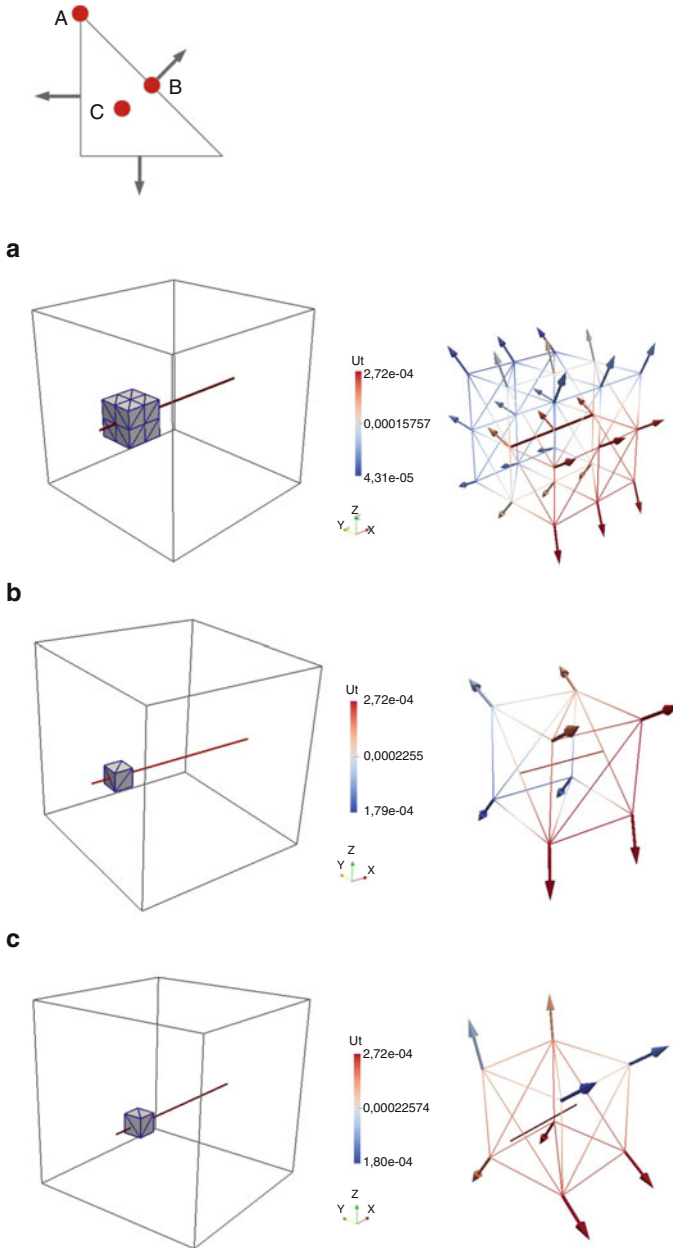 A
B
C
a
Ut
2,72e-04
0,00015757
4,31e-05
Z
Y X
b
Ut
2,72e-04
0,0002255
1,79e-04
Z
Y X
c
Ut
2,72e-04
0,00022574
1,80e-04
Z
Y X